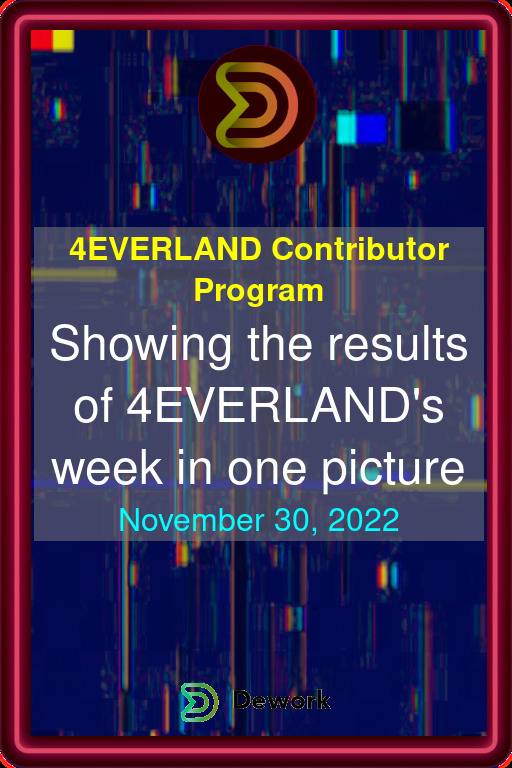 4EVERLAND Contributor
Program
Showing the results
of 4EVERLAND's
week in one picture
November 30, 2022
Dework